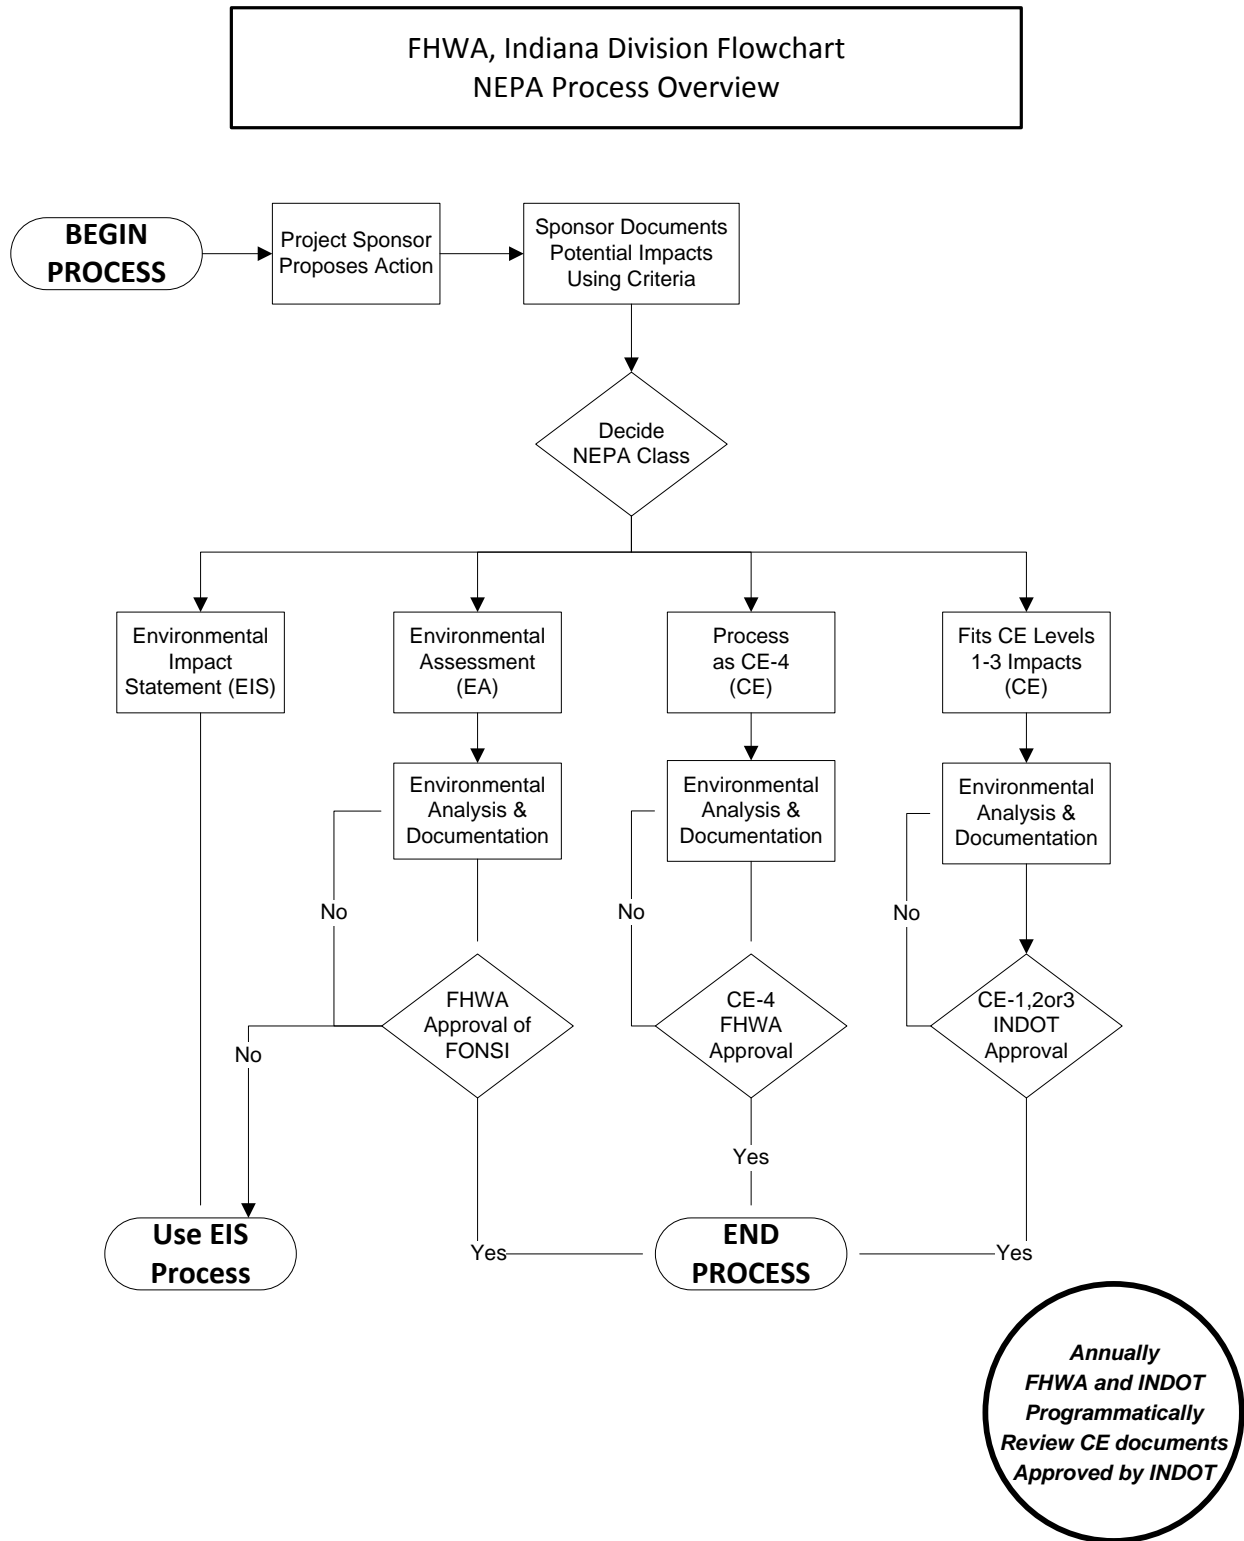 FHWA, Indiana Division Flowchart
NEPA Process Overview
BEGIN
PROCESS
Project Sponsor
Proposes Action
Sponsor Documents
Potential Impacts
Using Criteria
Decide
NEPA Class
Environmental
Impact
Statement (EIS)
Environmental
Assessment
(EA)
Process
as CE-4
(CE)
Fits CE Levels
1-3 Impacts
(CE)
Environmental
Analysis &
Documentation
Environmental
Analysis &
Documentation
Environmental
Analysis &
Documentation
No
No
No
FHWA
Approval of
FONSI
CE-4
FHWA
Approval
CE-1,2or3
INDOT
Approval
No
Yes
Use EIS
Process
Yes
END
PROCESS
Yes
Annually
FHWA and INDOT
Programmatically
Review CE documents
Approved by INDOT